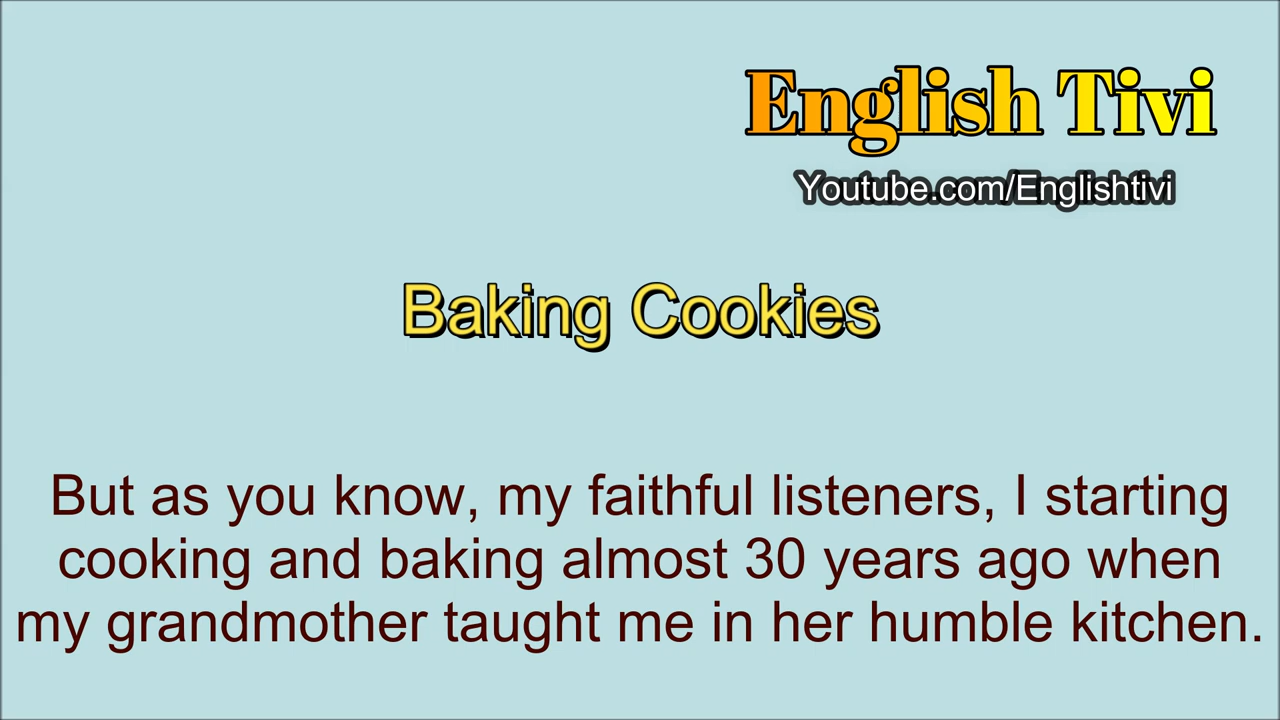 English Tivi
Youtube.com/Englishtivi
Baking Cookies
But as you know, my faithful listeners, I starting
cooking and baking almost 30 years ago when
my grandmother taught me in her humble kitchen.